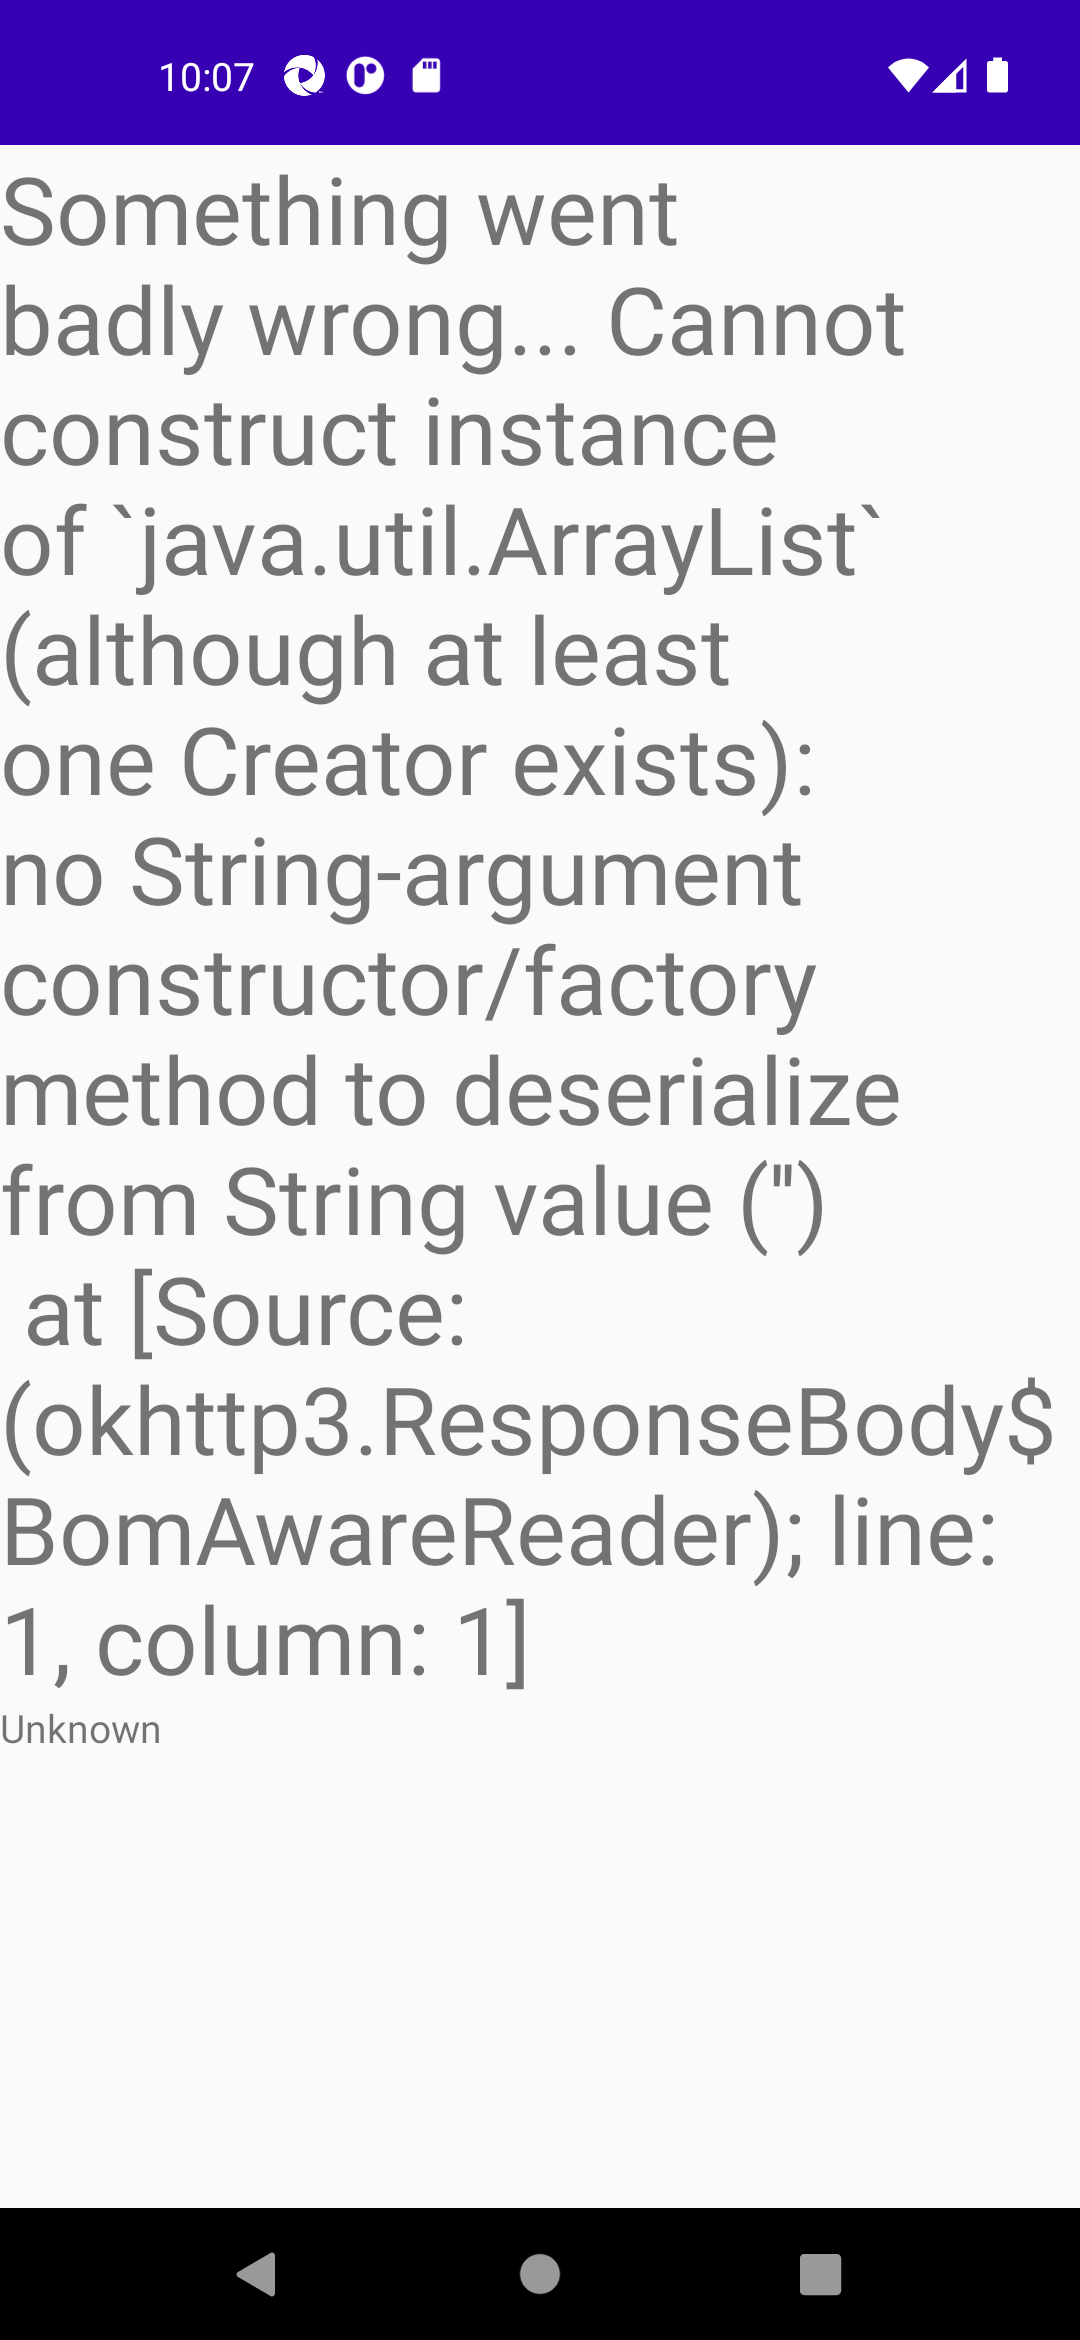 10:07
Something went
badly wrong... Cannot
construct instance
of `java.util.ArrayList`
(although at least
one Creator exists):
no String-argument
constructor/factory
method to deserialize
from String value ('')
at [Source:
(okhttp3.ResponseBody$
BomAwareReader); line:
1, column: 1]
Unknown